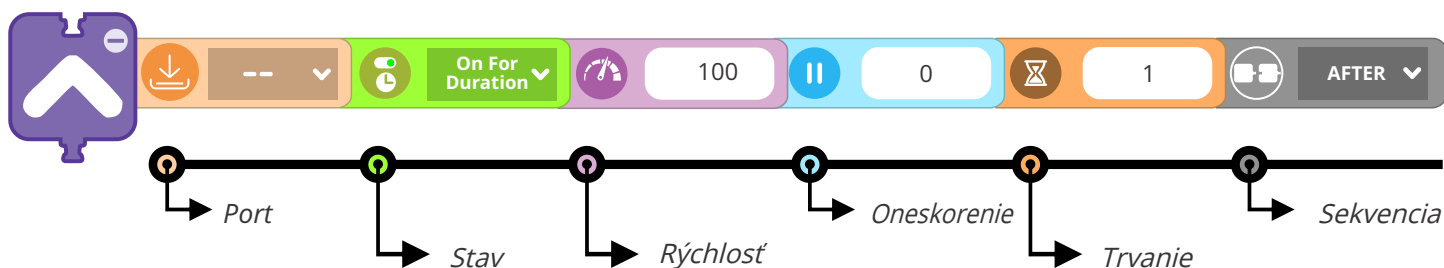 --
On For
Duration
100
0
1
AFTER
Port
Stav
Rýchlosť
Oneskorenie
Trvanie
Sekvencia